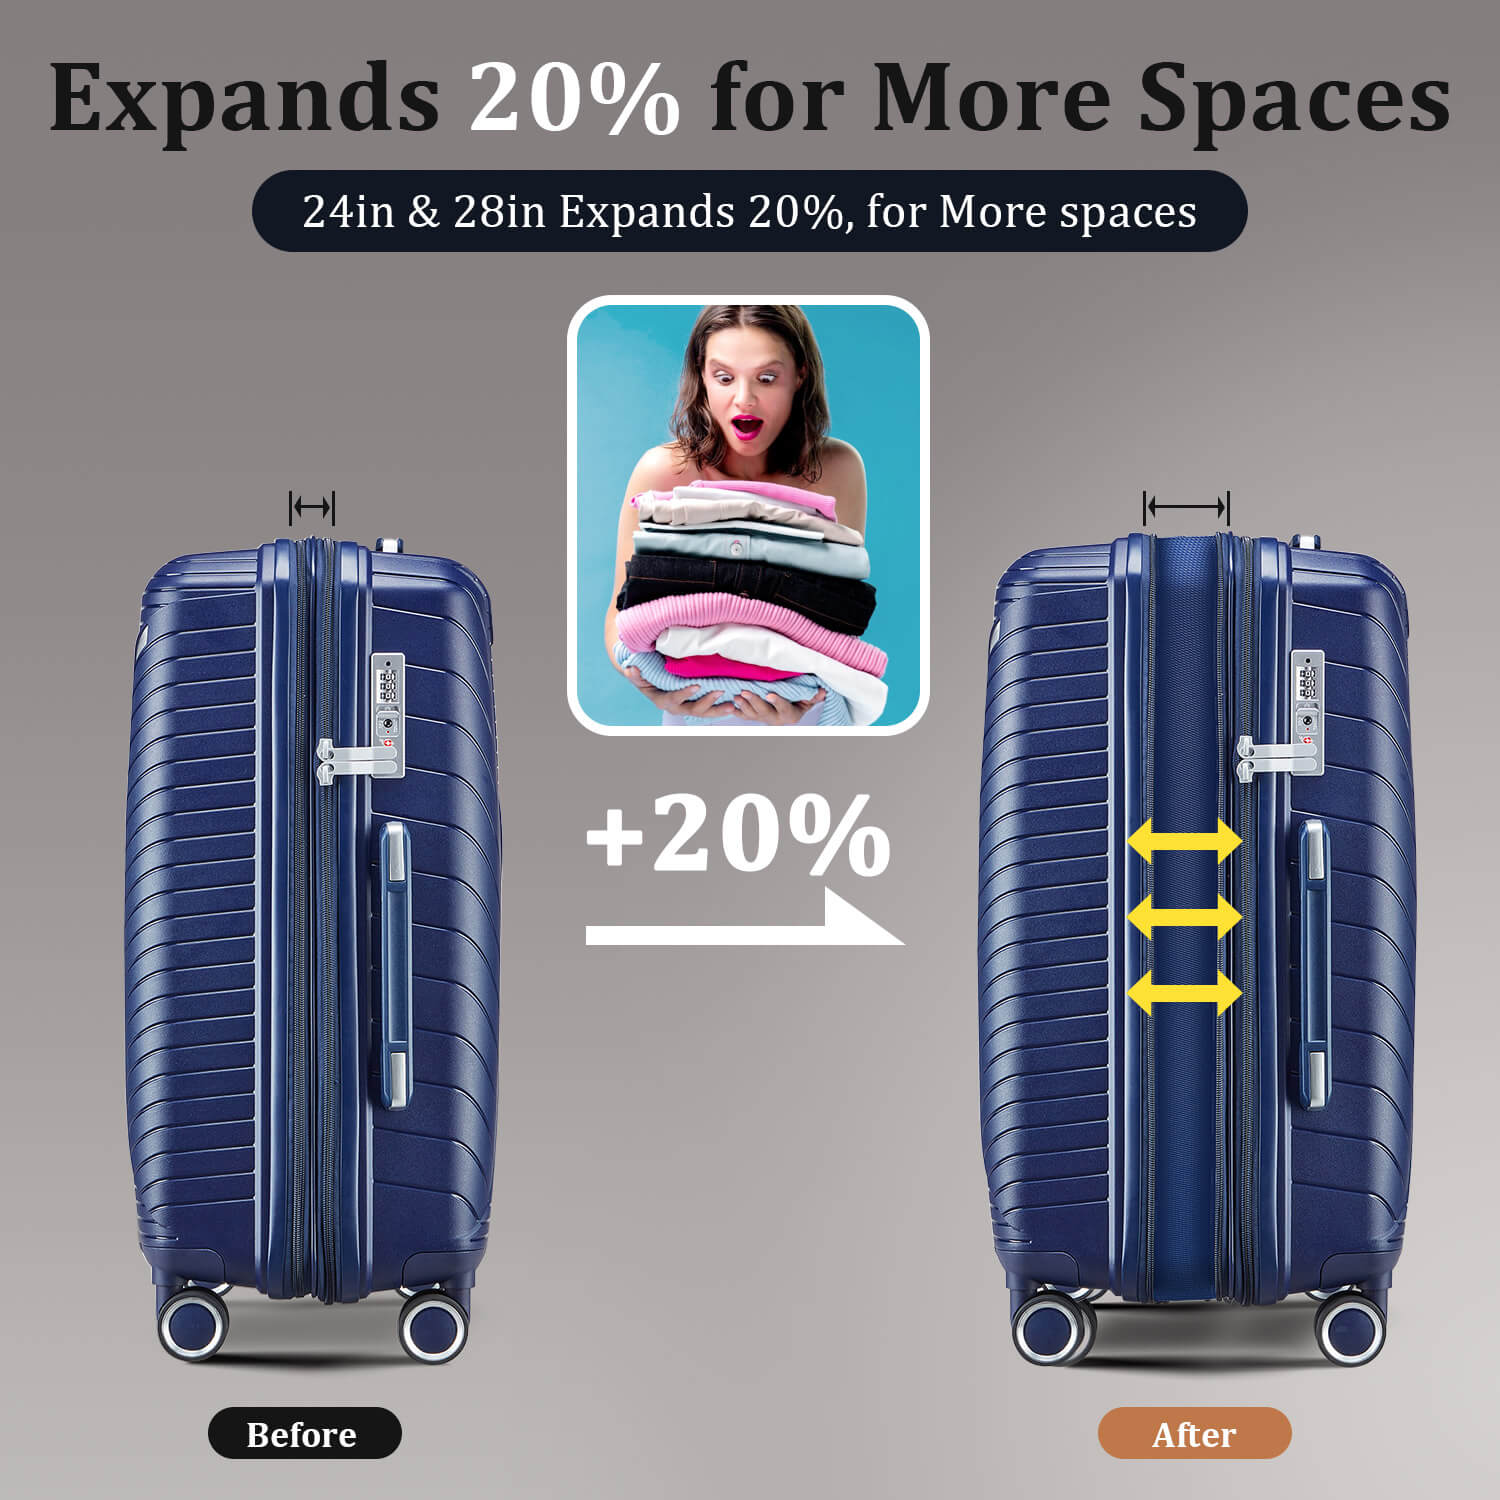 Expands 20% for More Spaces
24in & 28in Expands 20%, for More spaces
+20%
Before
After